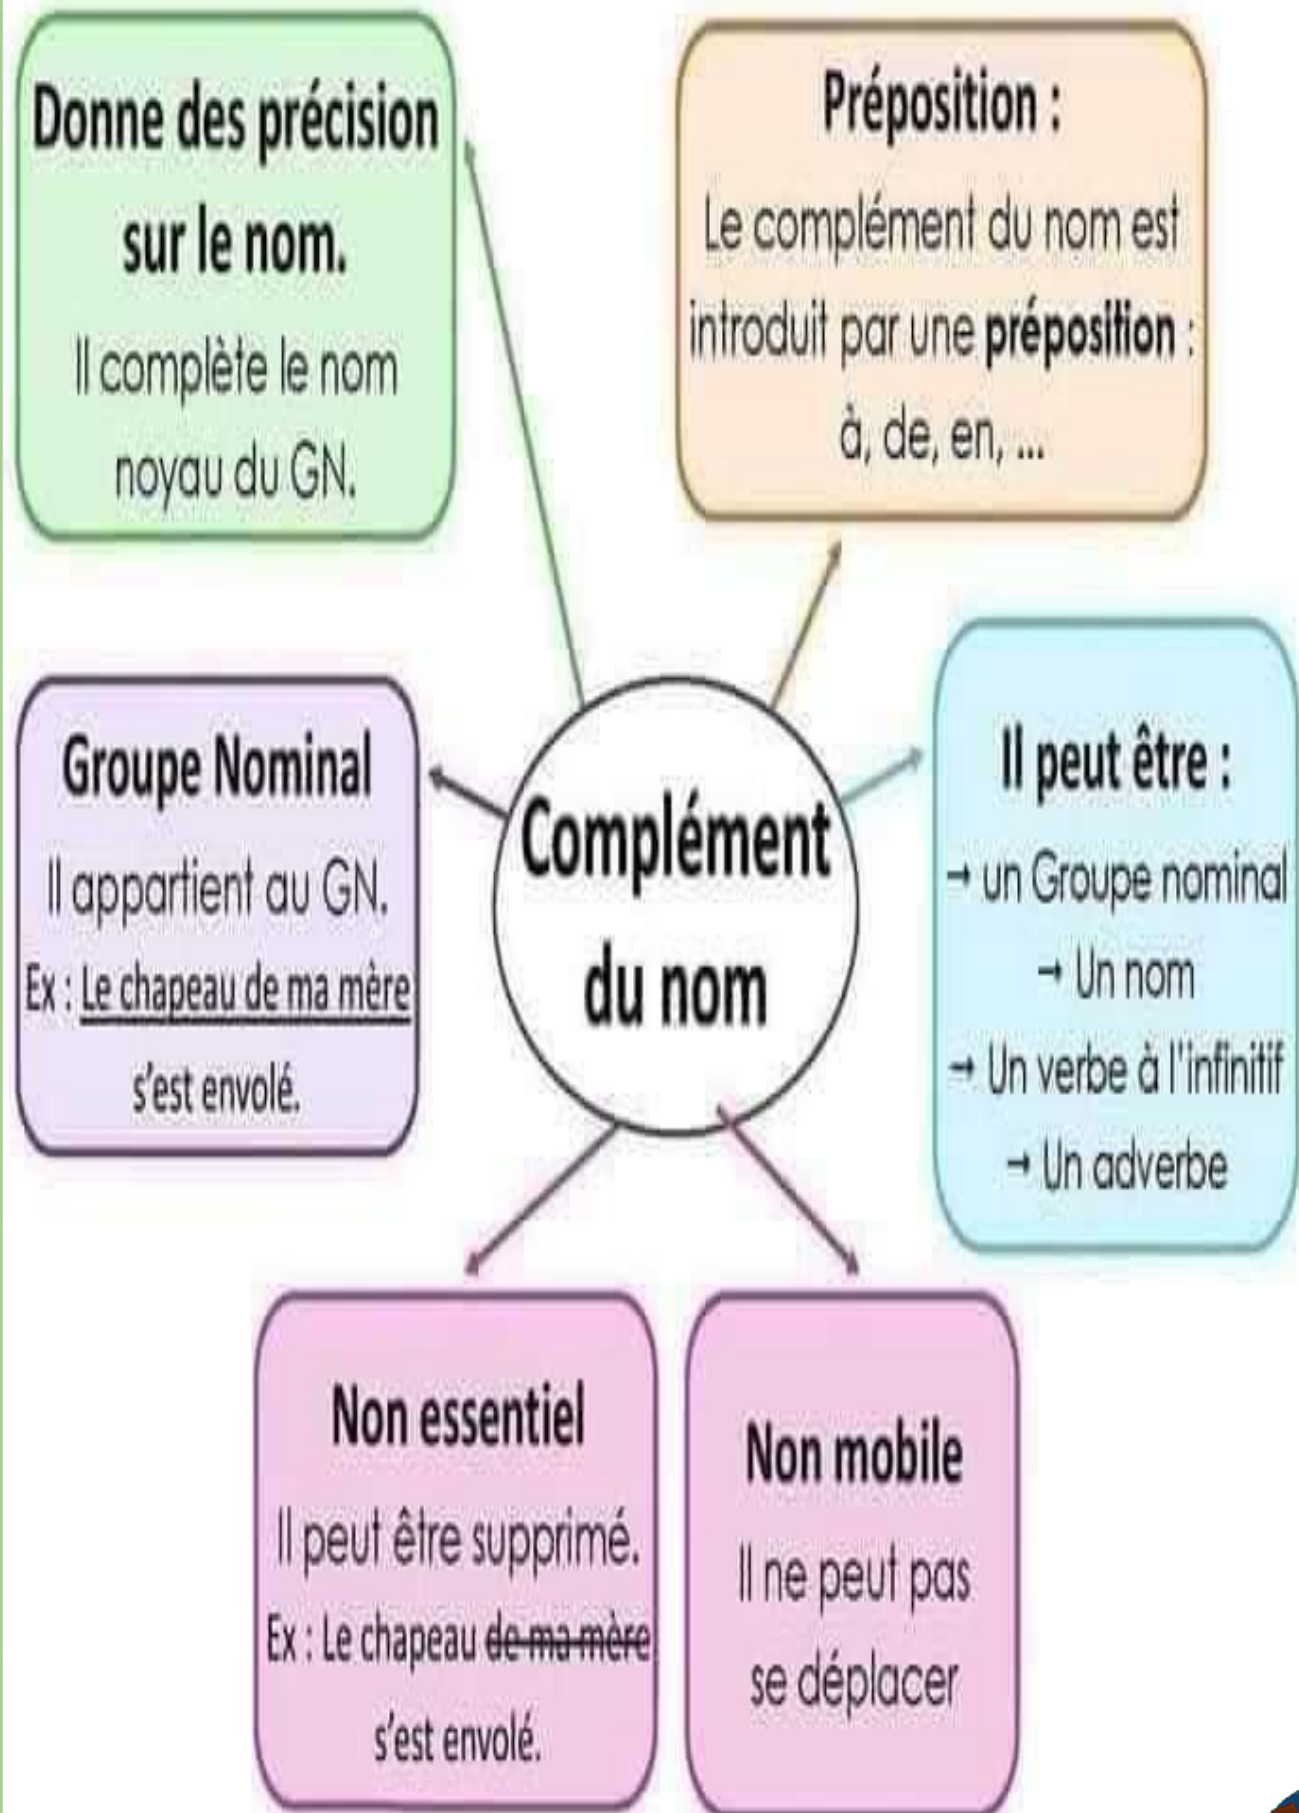 Donne des précision
sur le nom.
Il complète le nom
noyau du GN.
Préposition :
Le complément du nom est
introduit par une préposition :
à, de, en, ...
Groupe Nominal
Il appartient au GN.
Ex : Le chapeau de ma mère
s'est envolé.
Complément
du nom
Il peut être :
→ un Groupe nominal
→ Un nom
→ Un verbe à l'infinitif
→ Un adverbe
Non essentiel
Il peut être supprimé.
Ex : Le chapeau de ma mère
s'est envolé.
Non mobile
Il ne peut pas
se déplacer